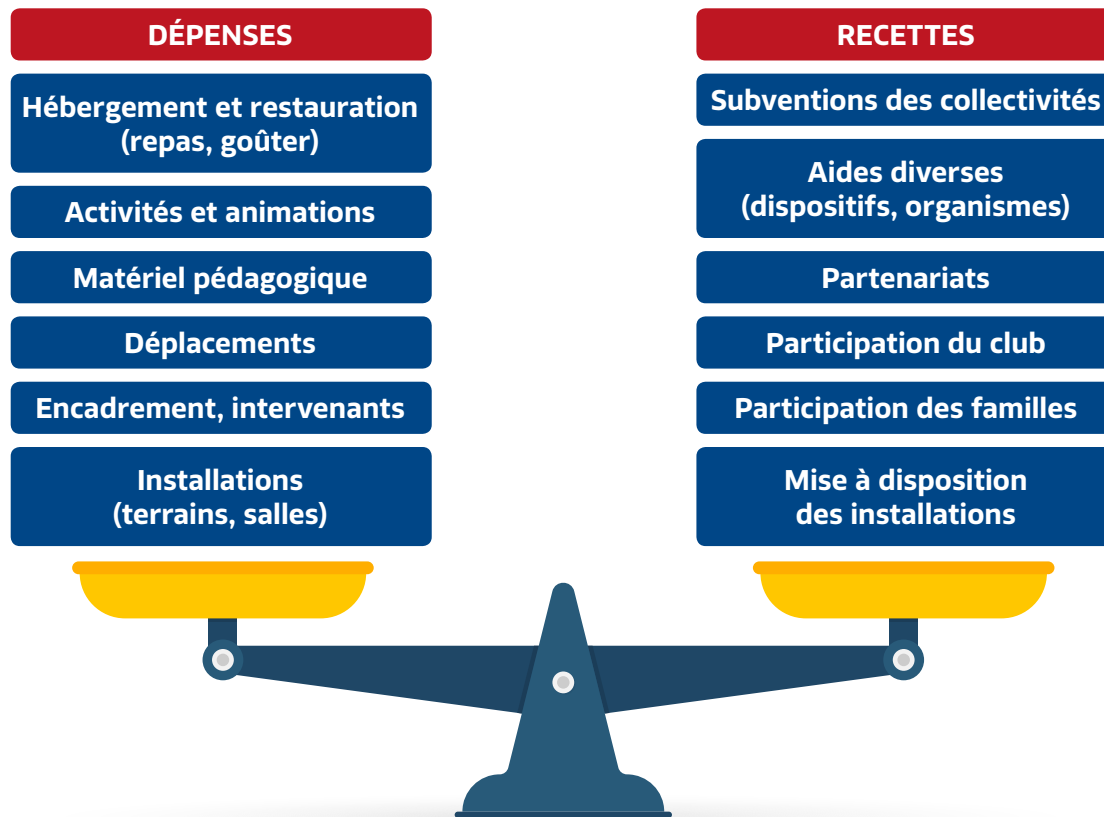 DÉPENSES
Hébergement et restauration
(repas, goûter)
Activités et animations
Matériel pédagogique
Déplacements
Encadrement, intervenants
Installations
(terrains, salles)
RECETTES
Subventions des collectivités
Aides diverses
(dispositifs, organismes)
Partenariats
Participation du club
Participation des familles
Mise à disposition
des installations